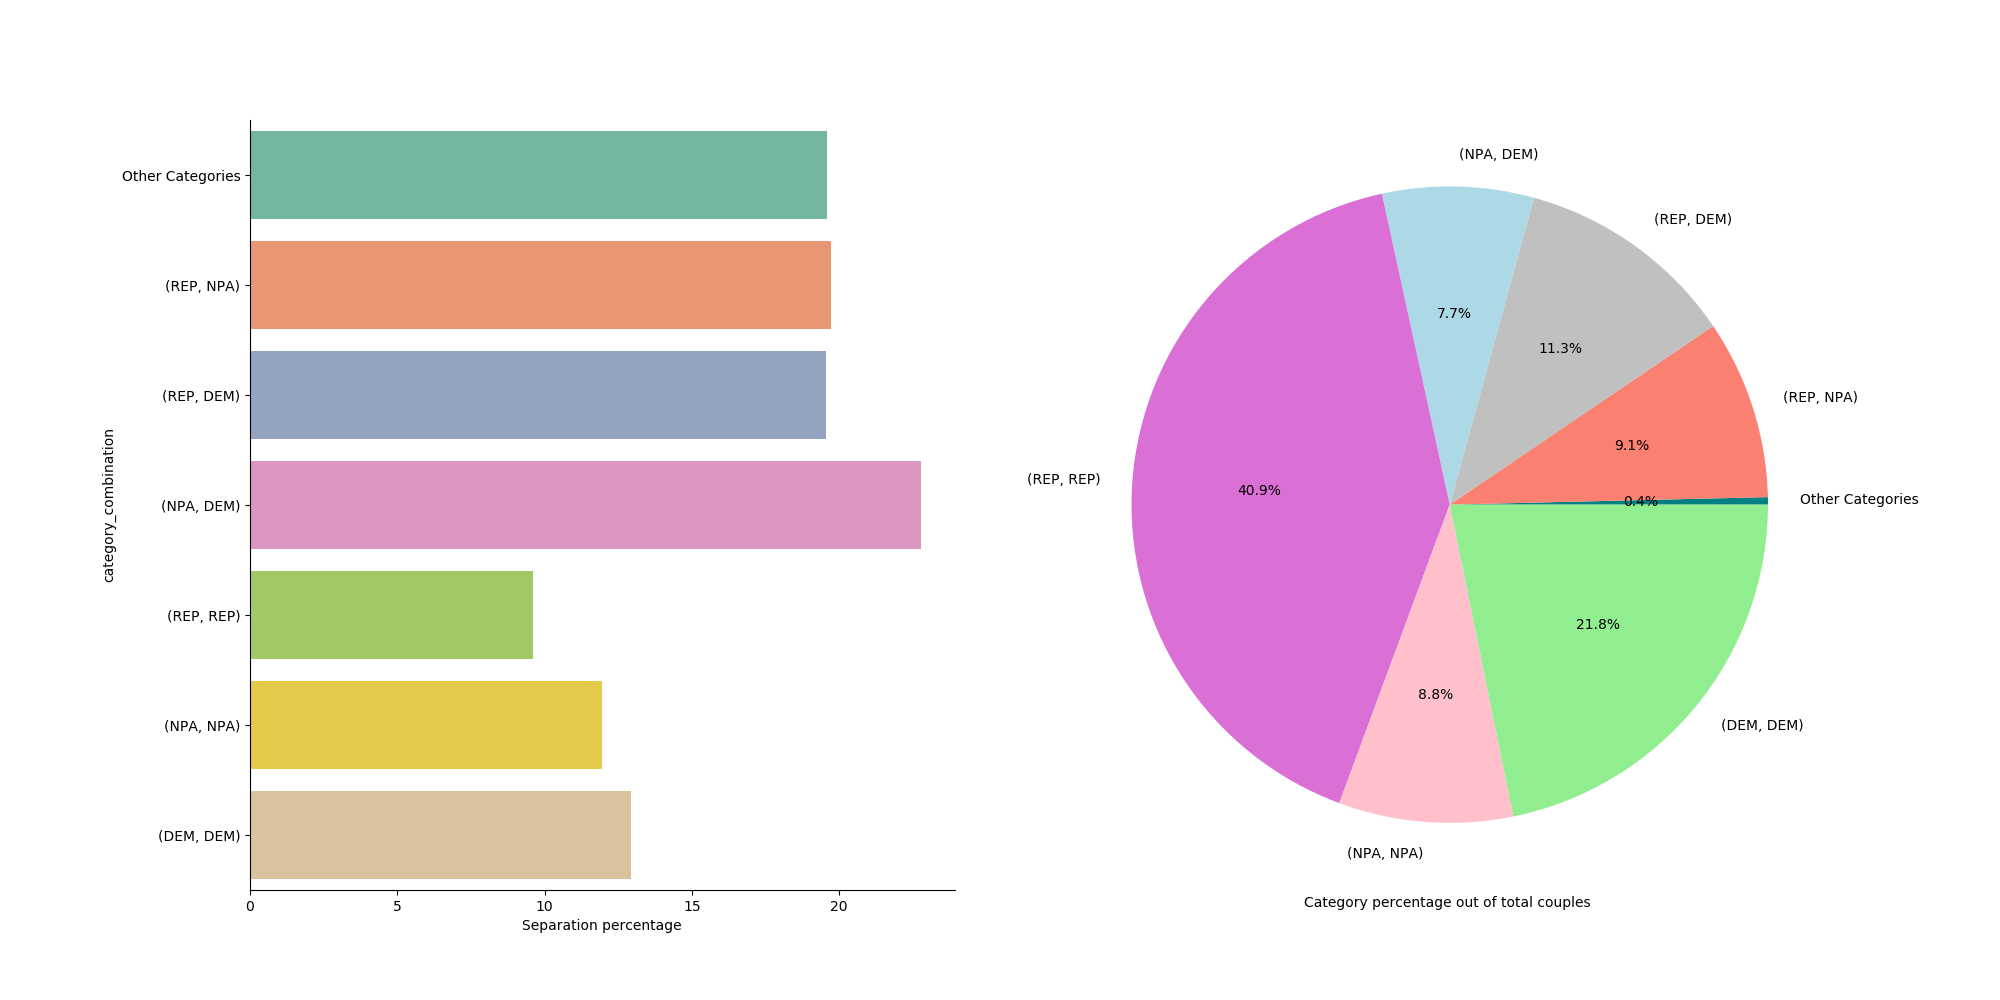 category_combination
Other Categories
(REP, NPA)
(REP, DEM)
(NPA, DEM)
(REP, REP)
(NPA, NPA)
(DEM, DEM)
0 5 10 15 20
Separation percentage
(NPA, DEM)
(REP, DEM)
(REP, NPA)
Other Categories
(REP, REP)
(DEM, DEM)
(NPA, NPA)
7.7%
11.3%
9.1%
0.4%
40.9%
21.8%
8.8%
Category percentage out of total couples